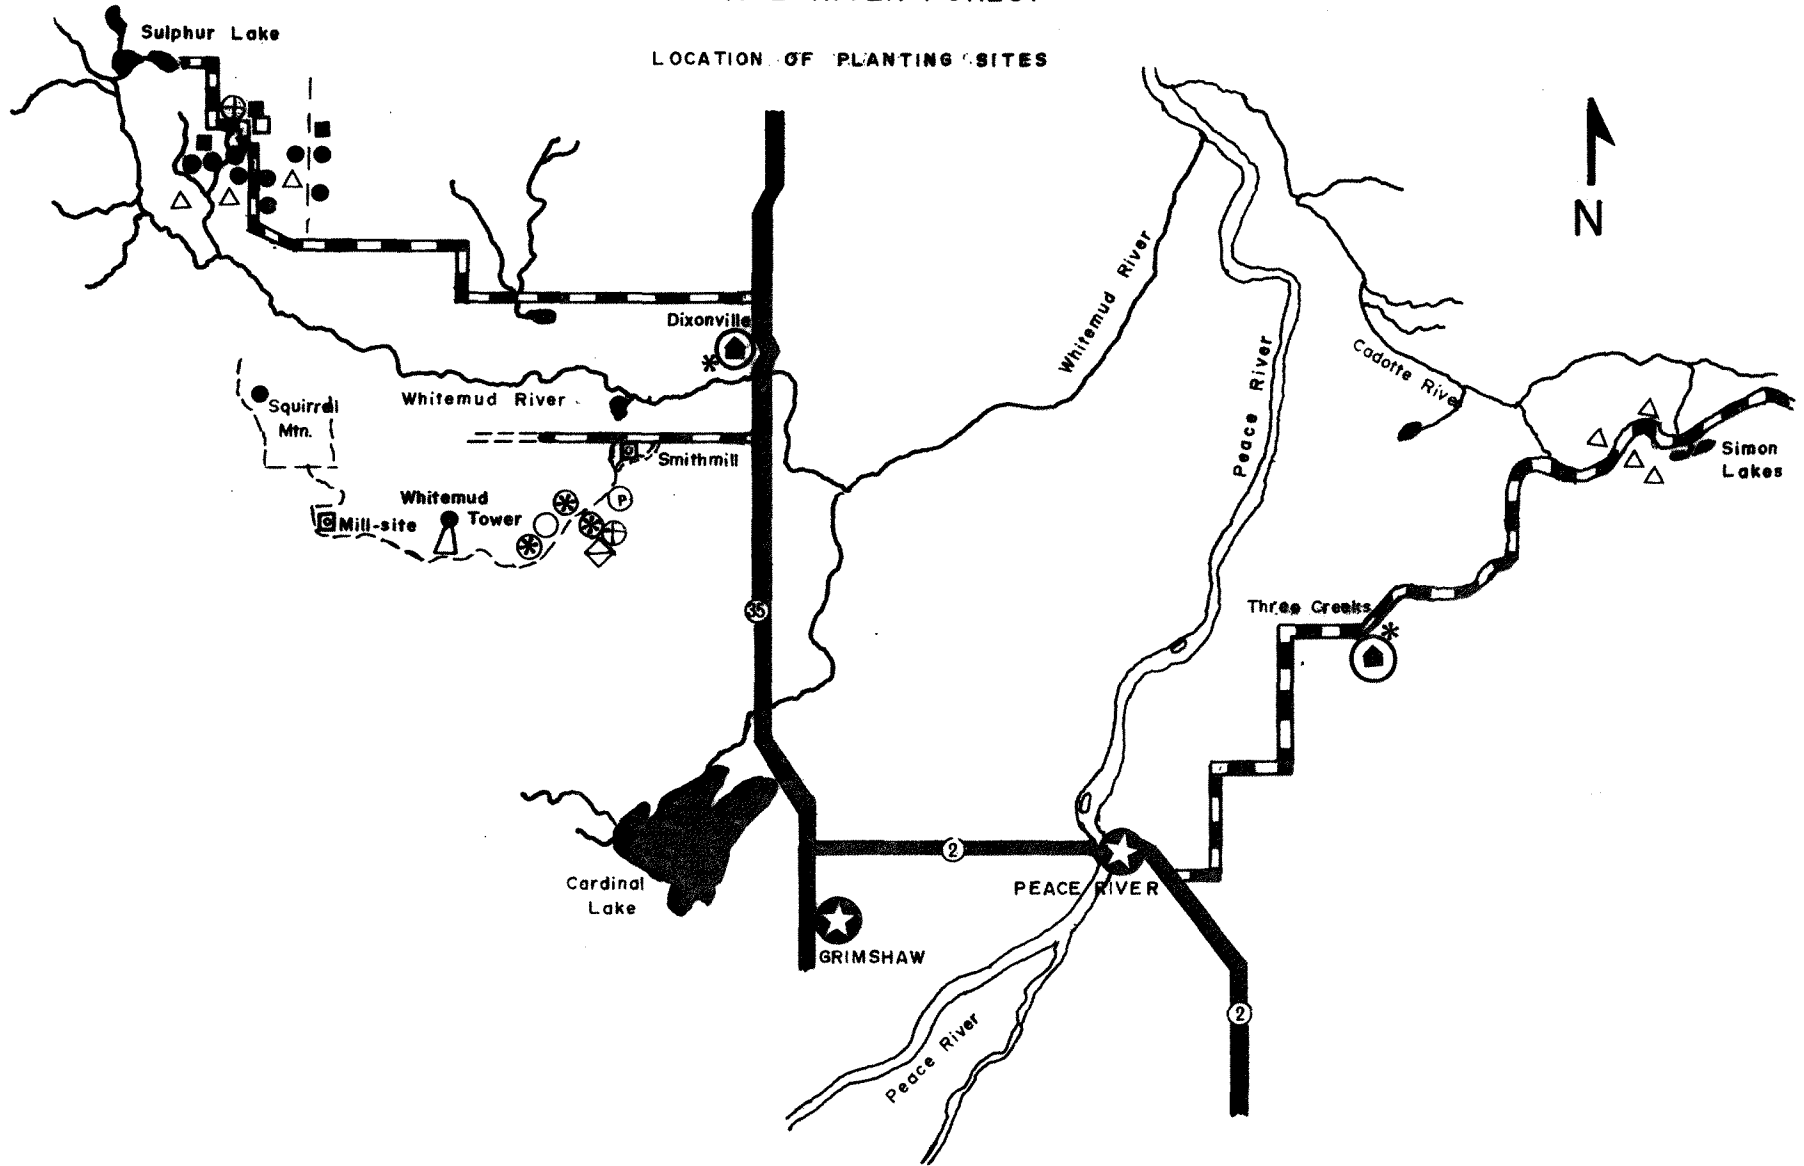 LOCATION OF PLANTING SITES
Sulphur Lake
N
Dixonville
Whitemud River
Peace River
Cadotte River
Whitemud River
Squirrel
Mtn.
Smithmill
Simon
Lakes
Whitemud
Tower
Mill-site
P
35
Three Creeks
2
PEACE RIVER
Cardinal
Lake
GRIMSHAW
2
Peace River